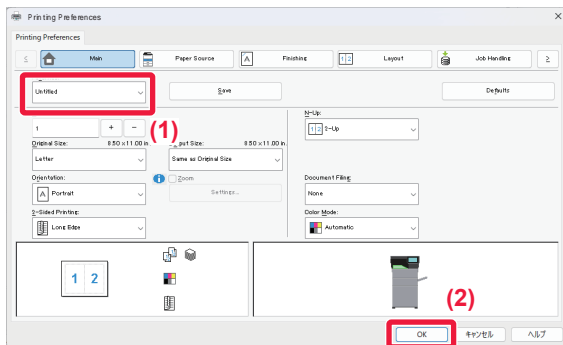 Printing Preferences
Printing Preferences
Main
Paper Source
Finishing
Layout
Job Handling
Untitled
Save
Defaults
1
+
-
(1)
N-Up:
2-Up
Original Size:
8.50 x 11.00 in.
put Size:
8.50 x 11.00 in.
Letter
Same as Original Size
Orientation:
Zoom
Document Filing:
Portrait
Settings...
None
2-Sided Printing:
Color Mode:
Long Edge
Automatic
1 2
(2)
OK
キャンセル
ヘルプ